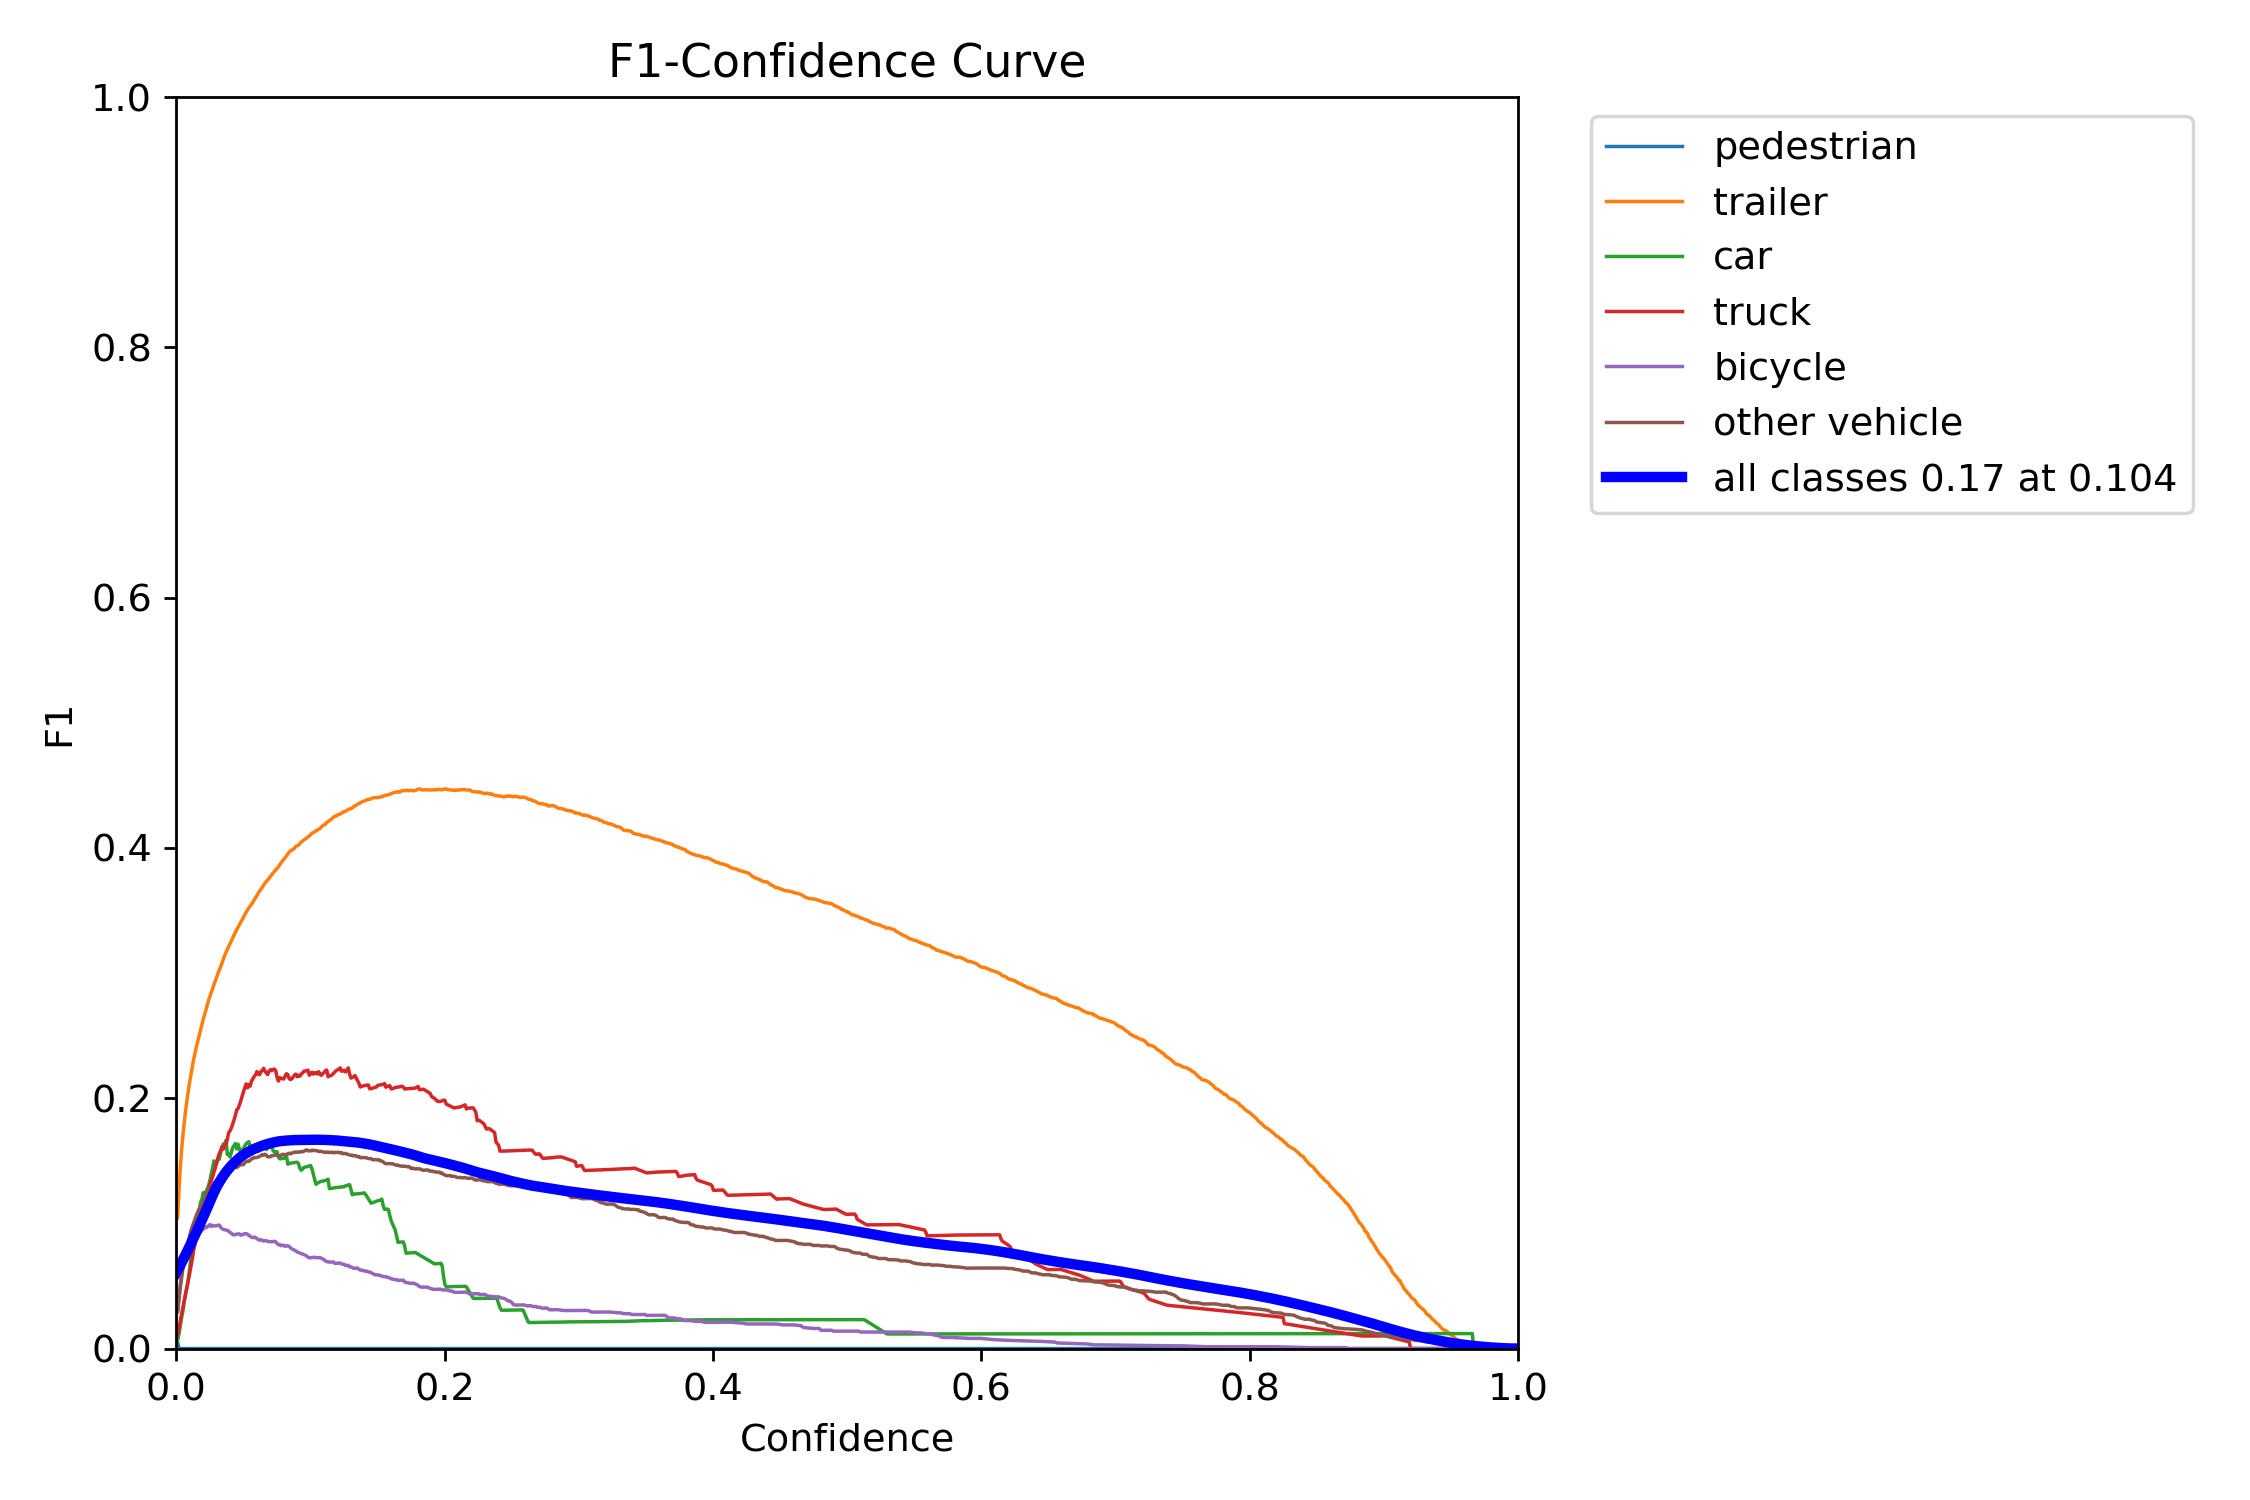 F1-Confidence Curve
1.0
0.8
0.6
0.4
0.2
0.0
F1
0.0 0.2 0.4 0.6 0.8 1.0
Confidence
pedestrian
trailer
car
truck
bicycle
other vehicle
all classes 0.17 at 0.104